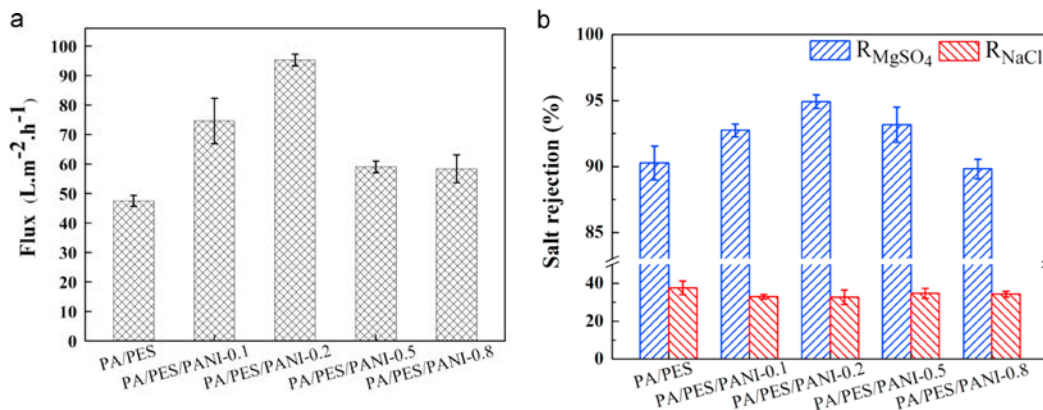 a
Flux (L.m⁻².h⁻¹)
100
90
80
70
60
50
40
30
20
10
0
PA/PES
PA/PES/PANI-0.1
PA/PES/PANI-0.2
PA/PES/PANI-0.5
PA/PES/PANI-0.8
b
R_MgSO₄ R_NaCl
Salt rejection (%)
100
95
90
85
40
20
0
PA/PES
PA/PES/PANI-0.1
PA/PES/PANI-0.2
PA/PES/PANI-0.5
PA/PES/PANI-0.8